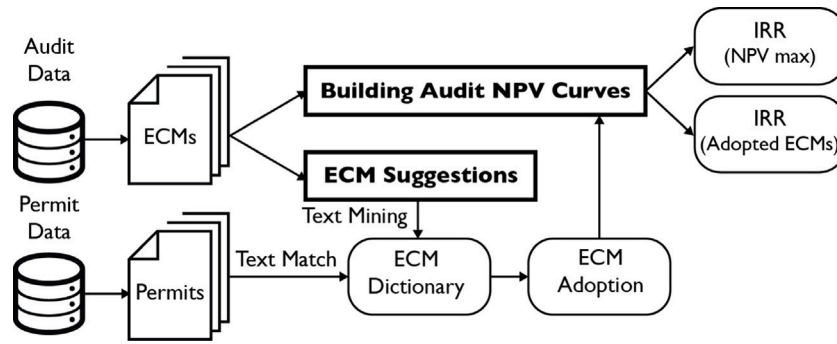 Audit
Data
ECMs
Building Audit NPV Curves
IRR
(NPV max)
IRR
(Adopted ECMs)
ECM Suggestions
Text Mining
Permit
Data
Permits
Text Match
ECM
Dictionary
ECM
Adoption